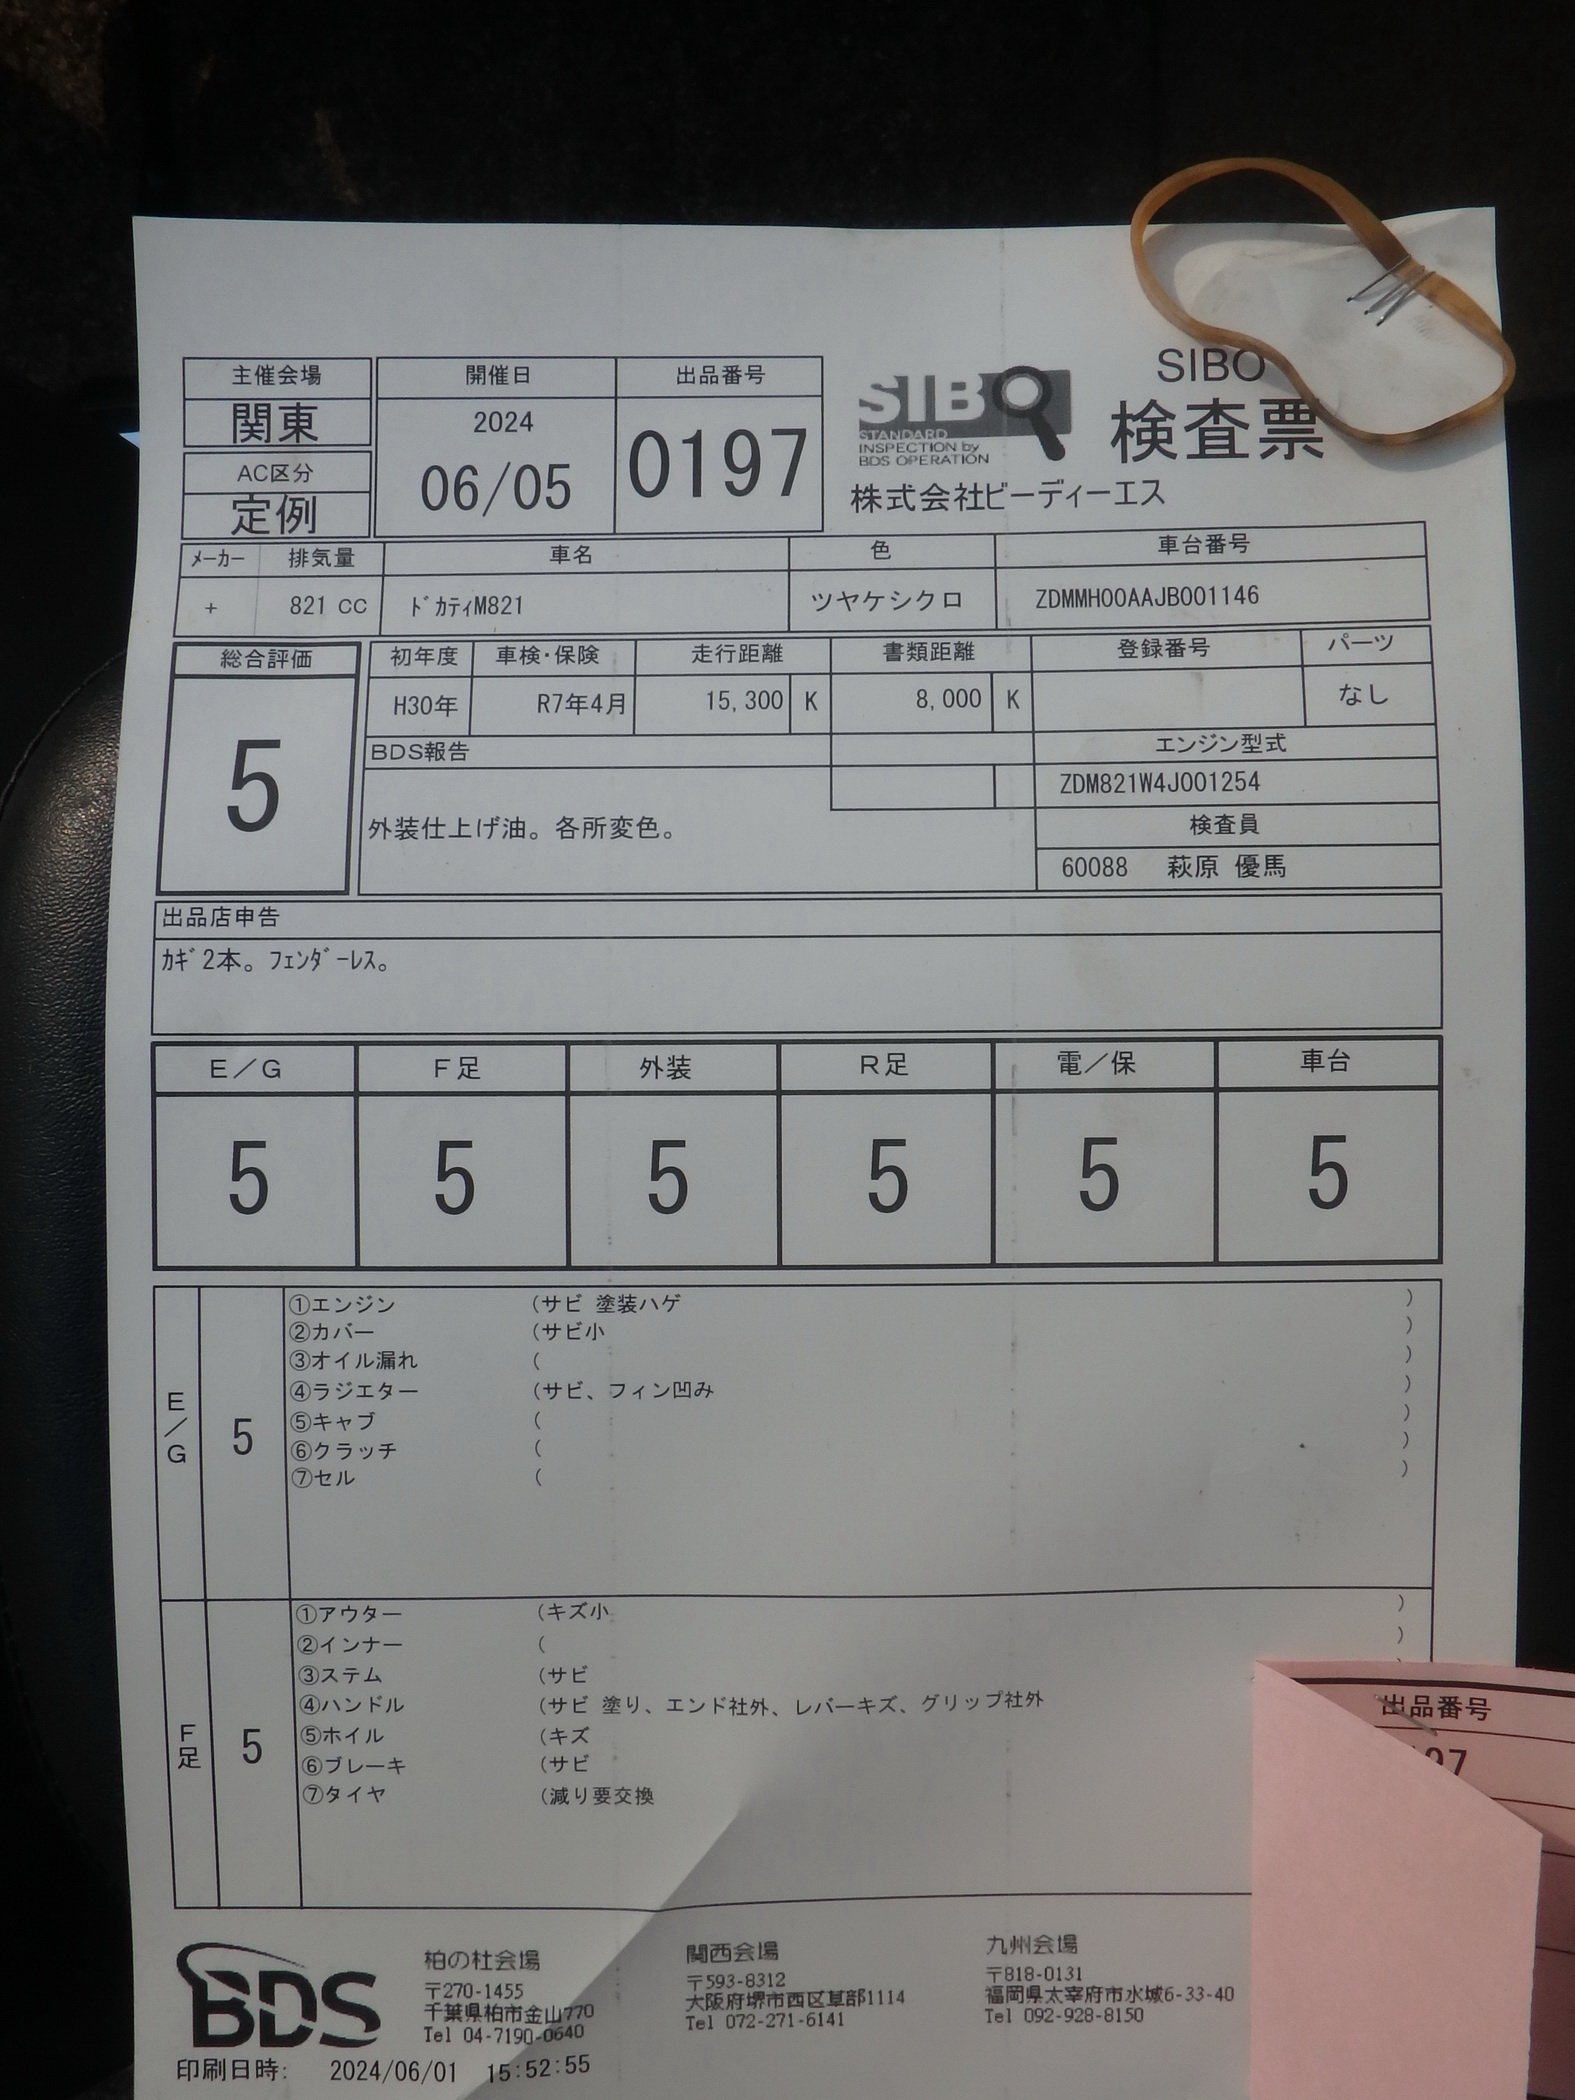 主催会場 開催日 出品番号
関東 2024 0197
AC区分 06/05
定例
SIBO
STANDARD
INSPECTION by
BDS OPERATION
SIBO
検査票
株式会社ビーディーエス
メーカー 排気量 車名 色 車台番号
+ 821 CC ドカティM821 ツヤケシクロ ZDMMH00AAJB001146
総合評価 初年度 車検・保険 走行距離 書類距離 登録番号 パーツ
5 H30年 R7年4月 15,300 K 8,000 K なし
BDS報告 エンジン型式
ZDM821W4J001254
外装仕上げ油。各所変色。 検査員
60088 萩原 優馬
出品店申告
カギ2本。フェンダーレス。
E/G F足 外装 R足 電/保 車台
5 5 5 5 5 5
E/G 5
①エンジン (サビ 塗装ハゲ )
②カバー (サビ小 )
③オイル漏れ ( )
④ラジエター (サビ、フィン凹み )
⑤キャブ ( )
⑥クラッチ ( )
⑦セル ( )
F足 5
①アウター (キズ小 )
②インナー ( )
③ステム (サビ
④ハンドル (サビ 塗り、エンド社外、レバーキズ、グリップ社外
⑤ホイル (キズ
⑥ブレーキ (サビ
⑦タイヤ (減り要交換
出品番号
97
BDS
柏の杜会場
〒270-1455
千葉県柏市金山770
Tel 04-7190-0640
関西会場
〒593-8312
大阪府堺市西区草部1114
Tel 072-271-6141
九州会場
〒818-0131
福岡県太宰府市水城6-33-40
Tel 092-928-8150
印刷日時: 2024/06/01 15:52:55